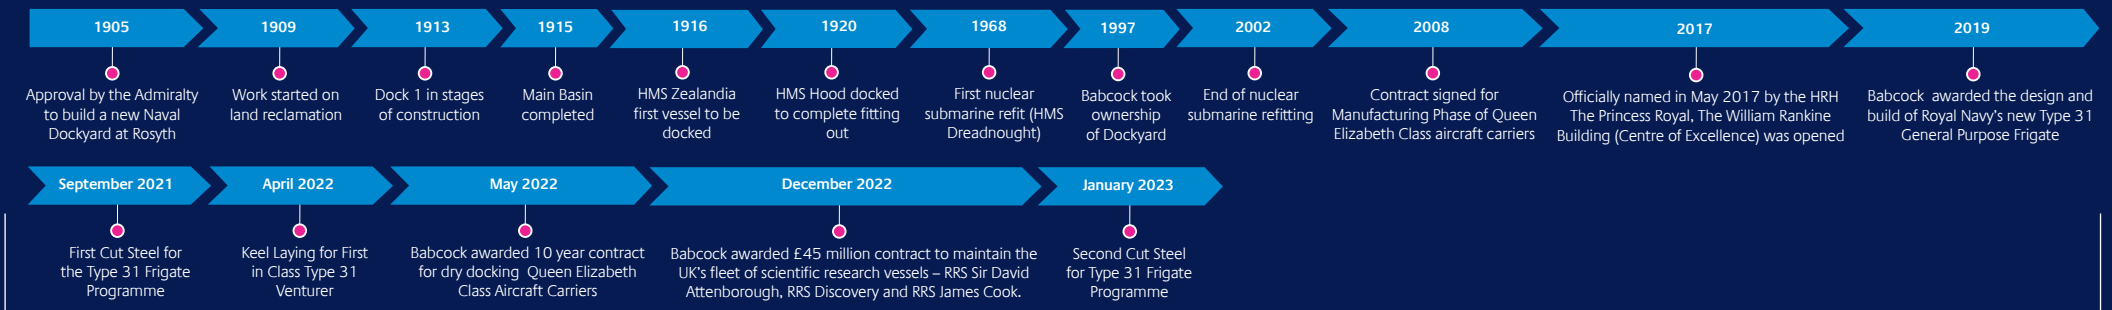 1905
Approval by the Admiralty
to build a new Naval
Dockyard at Rosyth
1909
Work started on
land reclamation
1913
Dock 1 in stages
of construction
1915
Main Basin
completed
1916
HMS Zealandia
first vessel to be
docked
1920
HMS Hood docked
to complete fitting
out
1968
First nuclear
submarine refit (HMS
Dreadnought)
1997
Babcock took
ownership
of Dockyard
2002
End of nuclear
submarine refitting
2008
Contract signed for
Manufacturing Phase of Queen
Elizabeth Class aircraft carriers
2017
Officially named in May 2017 by the HRH
The Princess Royal, The William Rankine
Building (Centre of Excellence) was opened
2019
Babcock awarded the design and
build of Royal Navy's new Type 31
General Purpose Frigate
September 2021
First Cut Steel for
the Type 31 Frigate
Programme
April 2022
Keel Laying for First
in Class Type 31
Venturer
May 2022
Babcock awarded 10 year contract
for dry docking Queen Elizabeth
Class Aircraft Carriers
December 2022
Babcock awarded £45 million contract to maintain the
UK's fleet of scientific research vessels – RRS Sir David
Attenborough, RRS Discovery and RRS James Cook.
January 2023
Second Cut Steel
for Type 31 Frigate
Programme